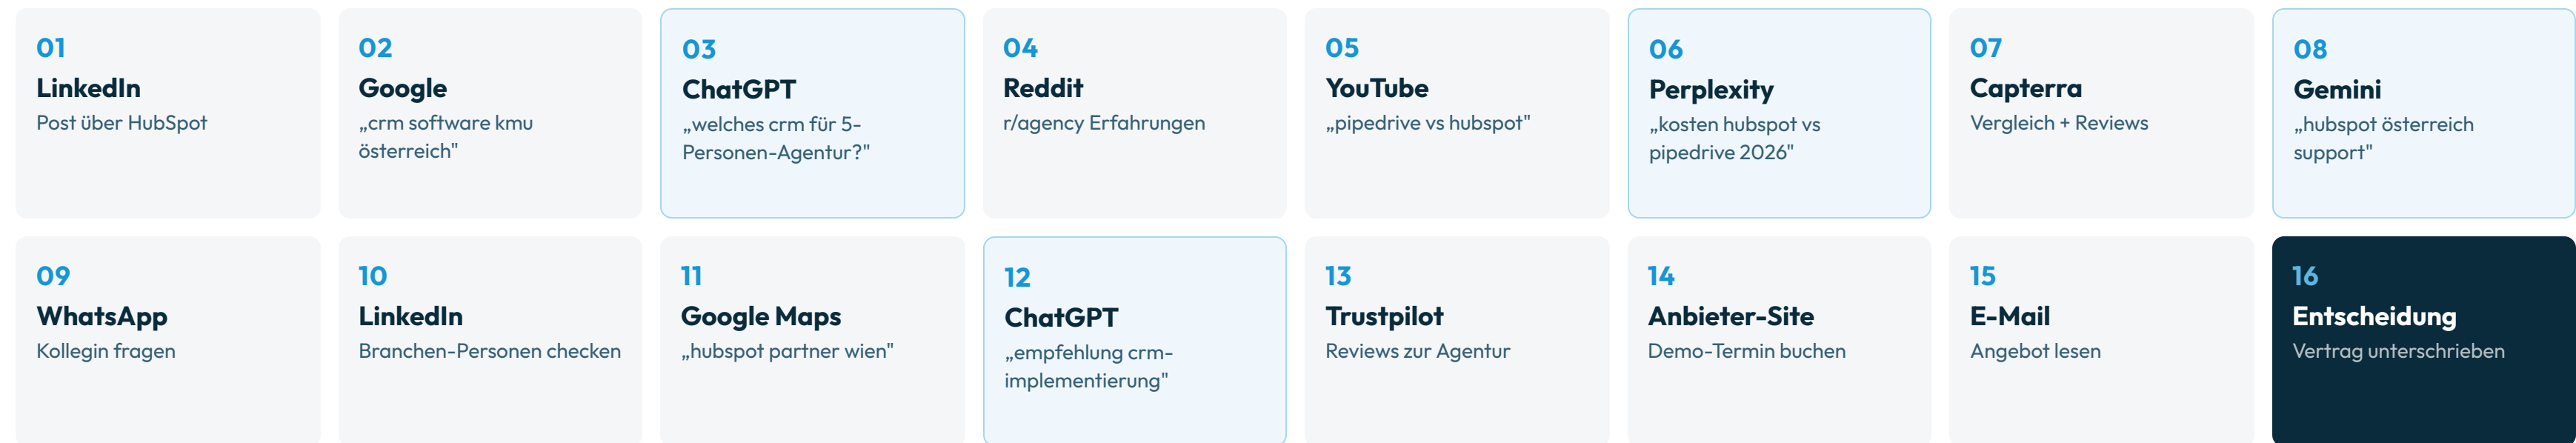 01
LinkedIn
Post über HubSpot
02
Google
„crm software kmu
österreich"
03
ChatGPT
„welches crm für 5-
Personen-Agentur?"
04
Reddit
r/agency Erfahrungen
05
YouTube
„pipedrive vs hubspot"
06
Perplexity
„kosten hubspot vs
pipedrive 2026"
07
Capterra
Vergleich + Reviews
08
Gemini
„hubspot österreich
support"
09
WhatsApp
Kollegin fragen
10
LinkedIn
Branchen-Personen checken
11
Google Maps
„hubspot partner wien"
12
ChatGPT
„empfehlung crm-
implementierung"
13
Trustpilot
Reviews zur Agentur
14
Anbieter-Site
Demo-Termin buchen
15
E-Mail
Angebot lesen
16
Entscheidung
Vertrag unterschrieben